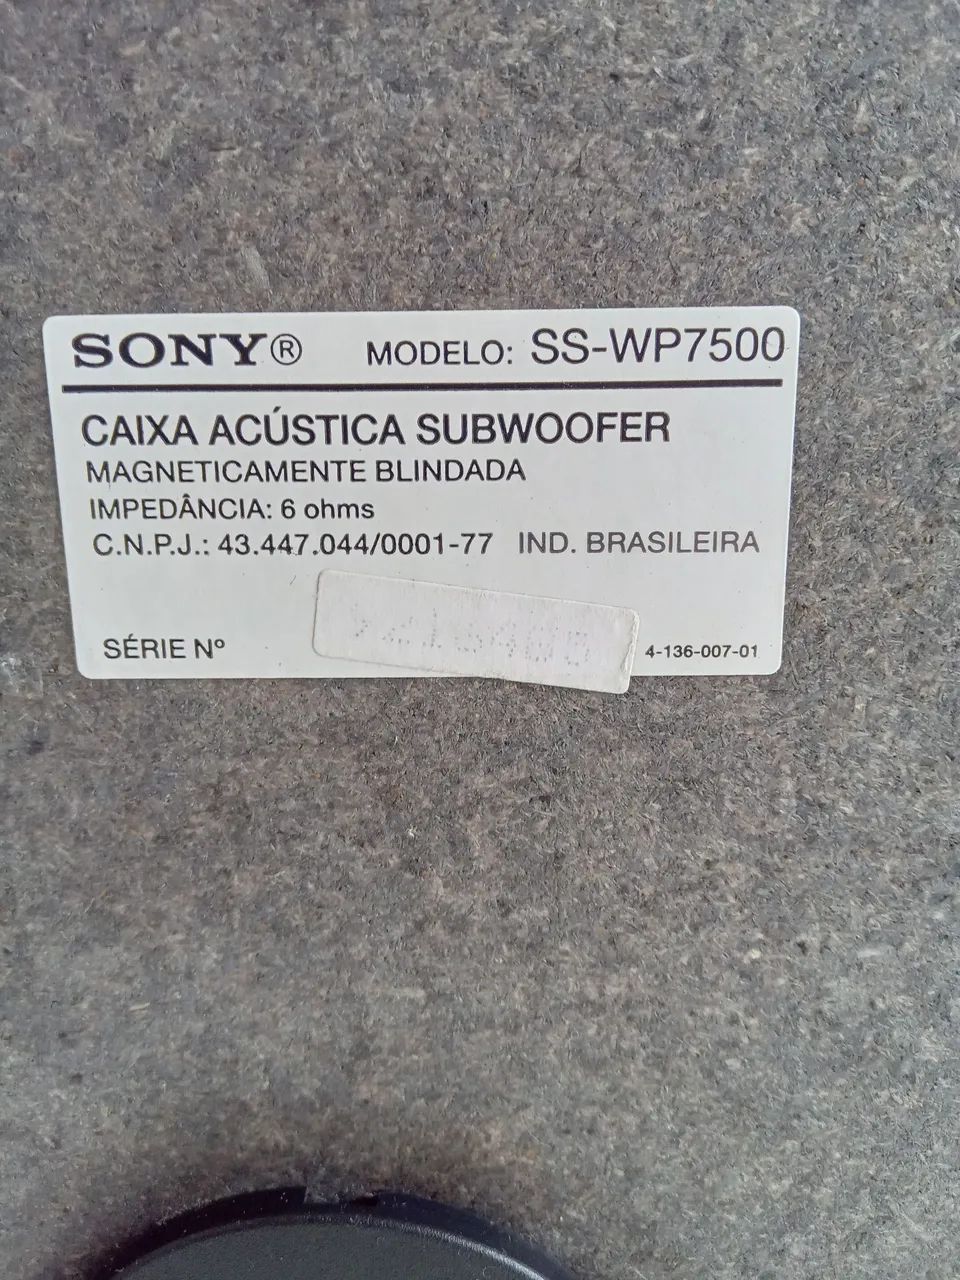 SONY® MODELO: SS-WP7500
CAIXA ACÚSTICA SUBWOOFER
MAGNETICAMENTE BLINDADA
IMPEDÂNCIA: 6 ohms
C.N.P.J.: 43.447.044/0001-77 IND. BRASILEIRA
SÉRIE Nº 4-136-007-01